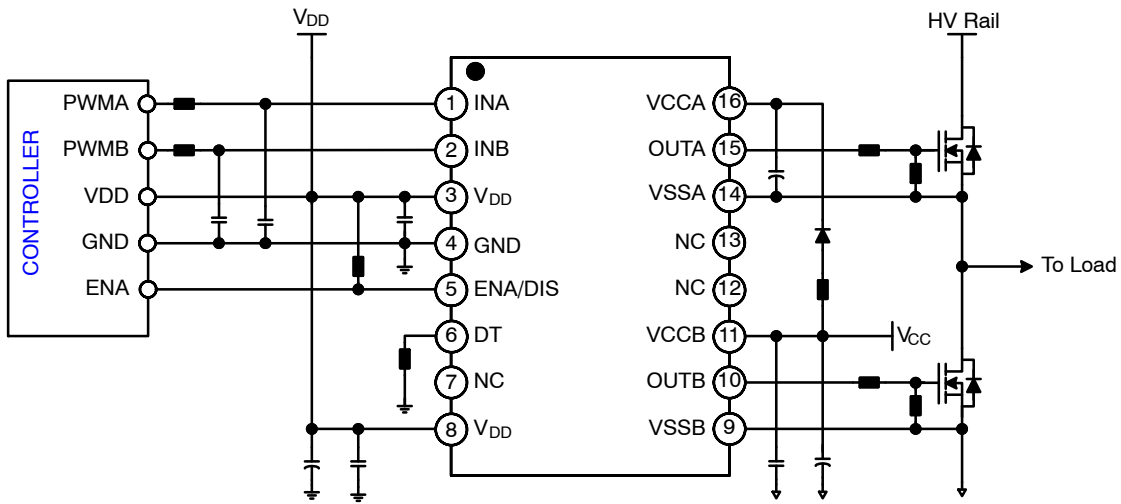 VDD
HV Rail
CONTROLLER
PWMA
PWMB
VDD
GND
ENA
1 INA
2 INB
3 VDD
4 GND
5 ENA/DIS
6 DT
7 NC
8 VDD
VCCA 16
OUTA 15
VSSA 14
NC 13
NC 12
VCCB 11
OUTB 10
VSSB 9
To Load
VCC